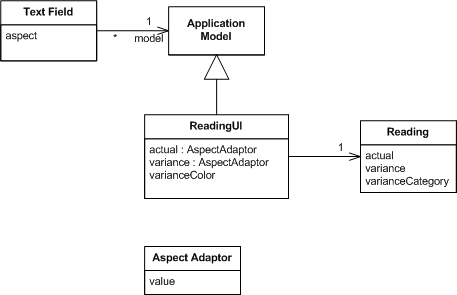 Text Field
aspect
1
*
model
Application
Model
ReadingUI
actual : AspectAdaptor
variance : AspectAdaptor
varianceColor
1
Reading
actual
variance
varianceCategory
Aspect Adaptor
value